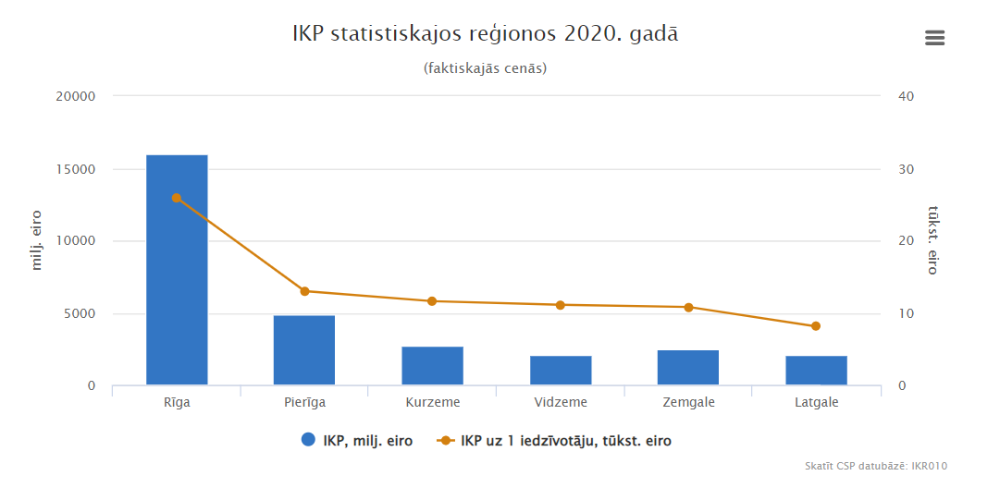 IKP statistiskajos reģionos 2020. gadā
(faktiskajās cenās)
20000
15000
10000
5000
0
milj. eiro
40
30
20
10
0
tūkst. eiro
Rīga
Pierīga
Kurzeme
Vidzeme
Zemgale
Latgale
IKP, milj. eiro
IKP uz 1 iedzīvotāju, tūkst. eiro
Skatīt CSP datubāzē: IKR010